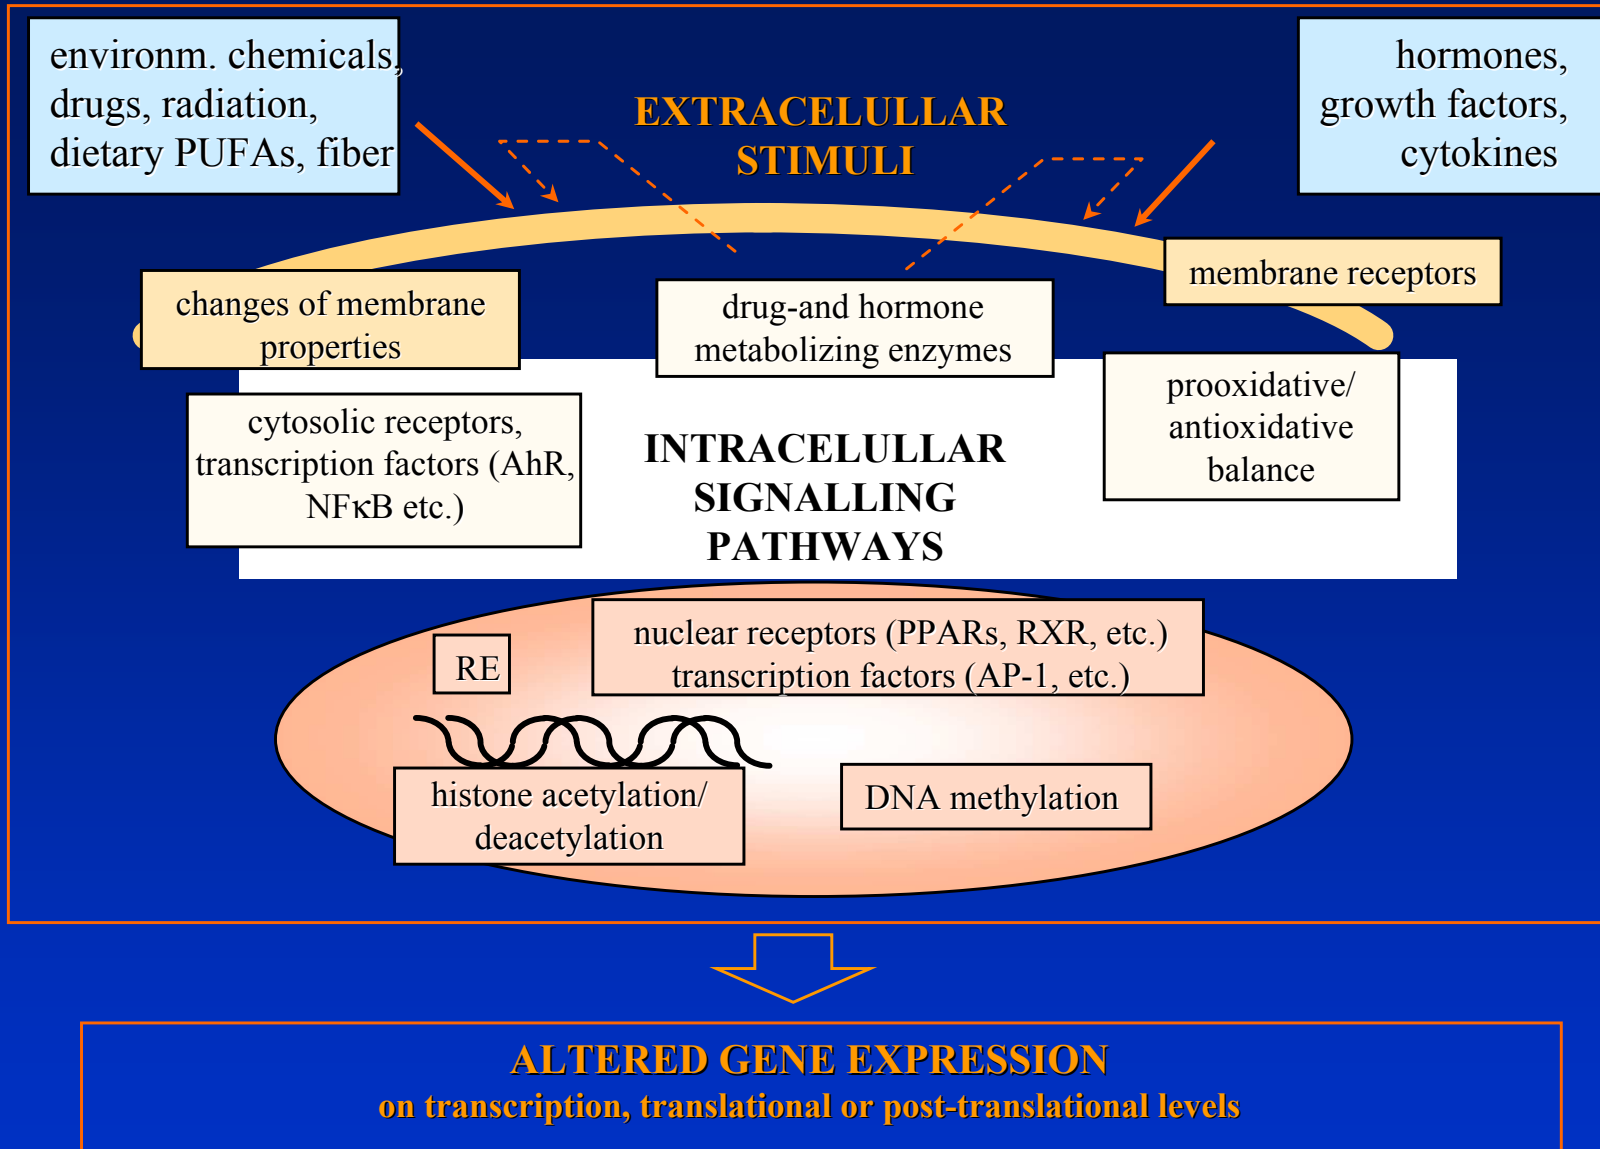 environm. chemicals,
drugs, radiation,
dietary PUFAs, fiber
EXTRACELULLAR
STIMULI
hormones,
growth factors,
cytokines
changes of membrane
properties
drug-and hormone
metabolizing enzymes
membrane receptors
cytosolic receptors,
transcription factors (AhR,
NFκB etc.)
INTRACELULLAR
SIGNALLING
PATHWAYS
prooxidative/
antioxidative
balance
RE
nuclear receptors (PPARs, RXR, etc.)
transcription factors (AP-1, etc.)
histone acetylation/
deacetylation
DNA methylation
ALTERED GENE EXPRESSION
on transcription, translational or post-translational levels